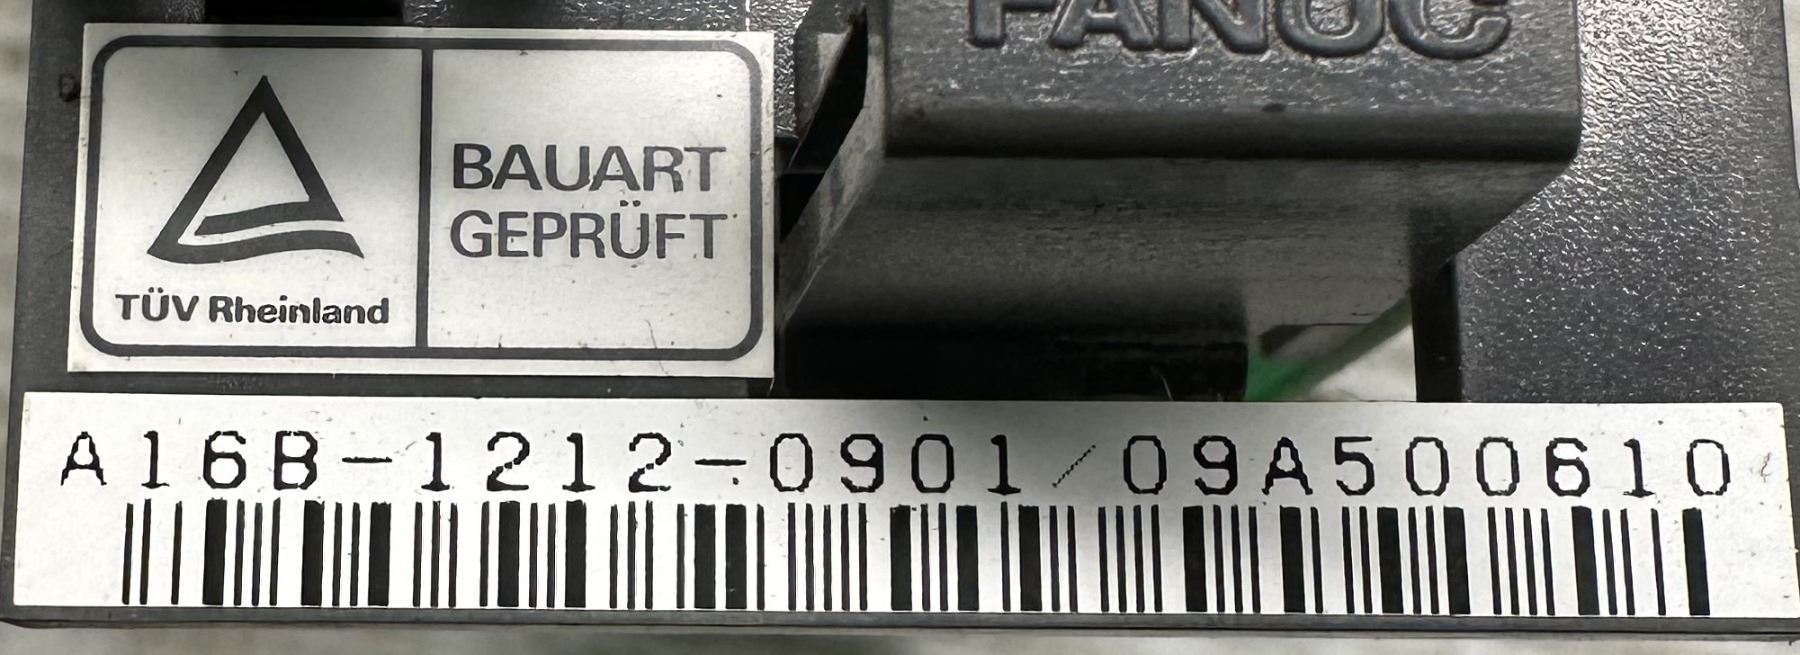 FANUC
BAUART
GEPRÜFT
TÜV Rheinland
A16B-1212-0901/09A500610